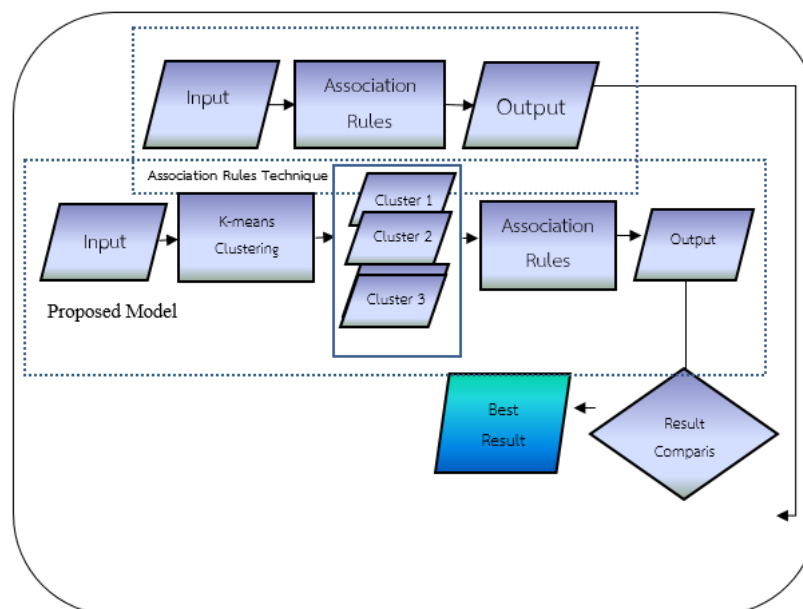 Input
Association
Rules
Output
Association Rules Technique
Input
K-means
Clustering
Cluster 1
Cluster 2
Cluster 3
Association
Rules
Output
Proposed Model
Best
Result
Result
Comparis